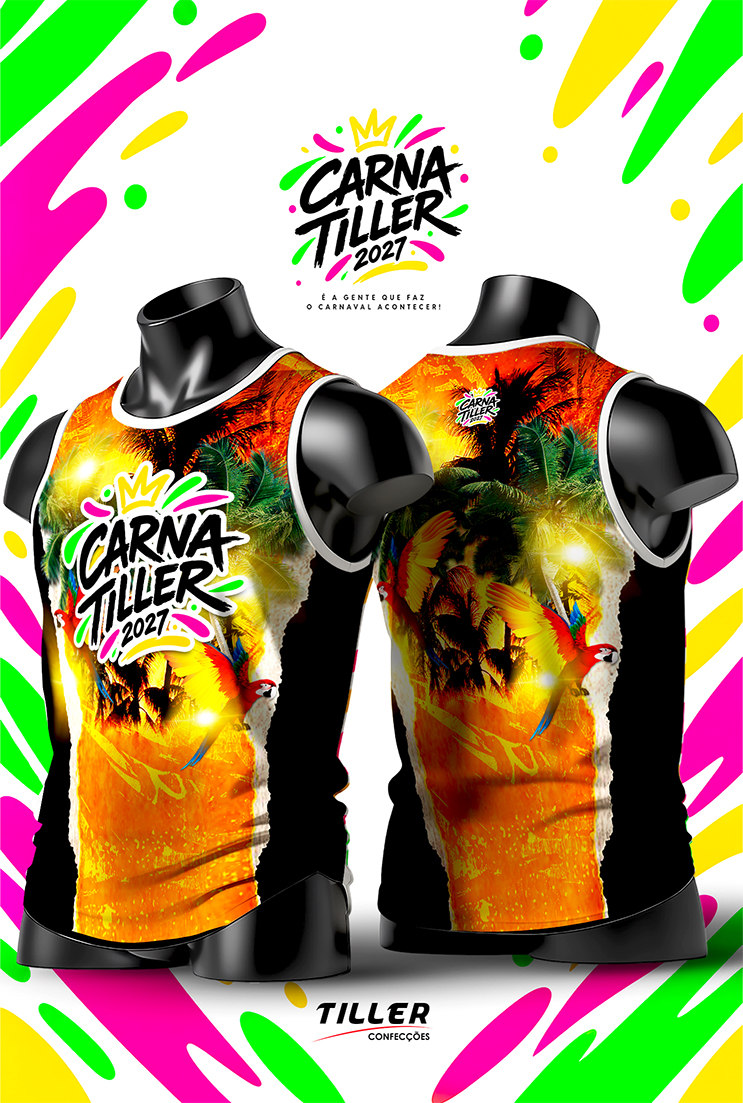 CARNA
TILLER
2027
É A GENTE QUE FAZ
O CARNAVAL ACONTECER!
CARNA
TILLER
2027
CARNA
TILLER
2027
TILLER
CONFECÇÕES